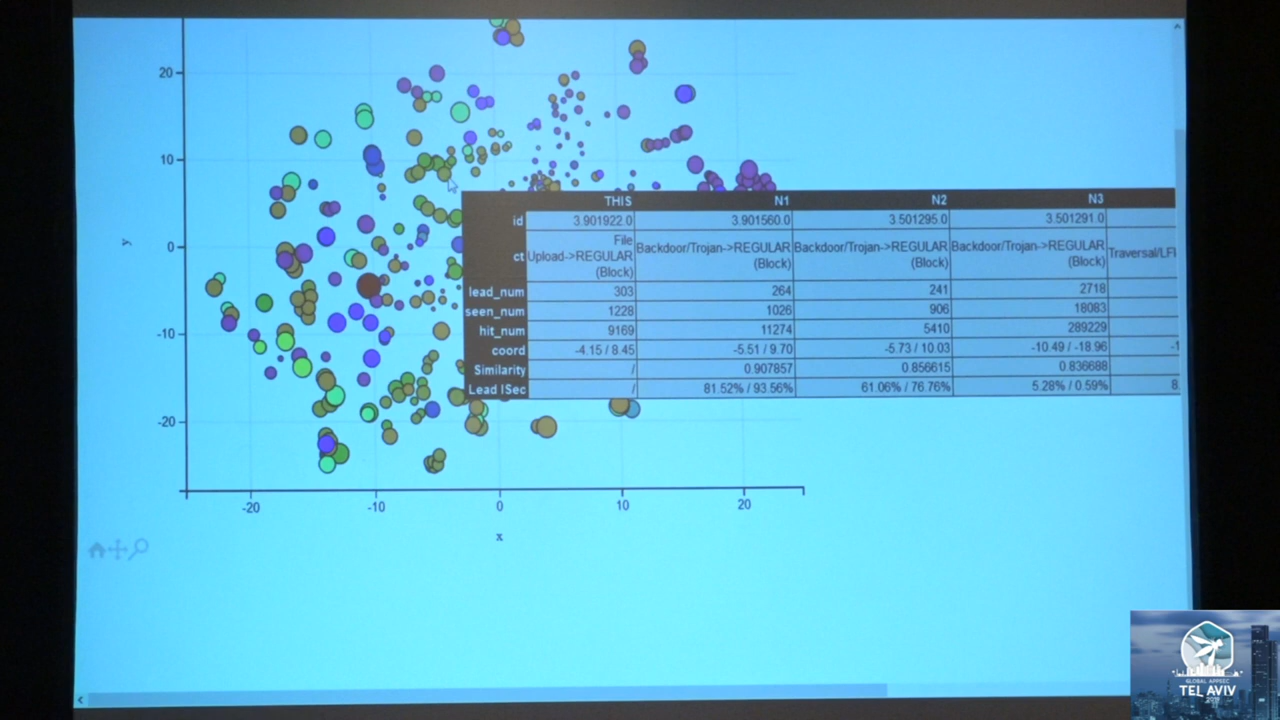 20
10
0
-10
-20
y
-20
-10
0
10
20
x
THIS N1 N2 N3
id 3.901922.0 3.901560.0 3.501295.0 3.501291.0
ct File Upload->REGULAR (Block) Backdoor/Trojan->REGULAR (Block) Backdoor/Trojan->REGULAR (Block) Backdoor/Trojan->REGULAR (Block) Traversal/LFI
lead_num 303 264 241 2718
seen_num 1228 1026 906 18083
hit_num 9169 11274 5410 289229
coord -4.15 / 8.45 -5.51 / 9.70 -5.73 / 10.03 -10.49 / -18.96 -1
Similarity / 0.907857 0.856615 0.836688
Lead ISec / 81.52% / 93.56% 61.06% / 76.76% 5.28% / 0.59% 8.
GLOBAL APPSEC
TEL AVIV